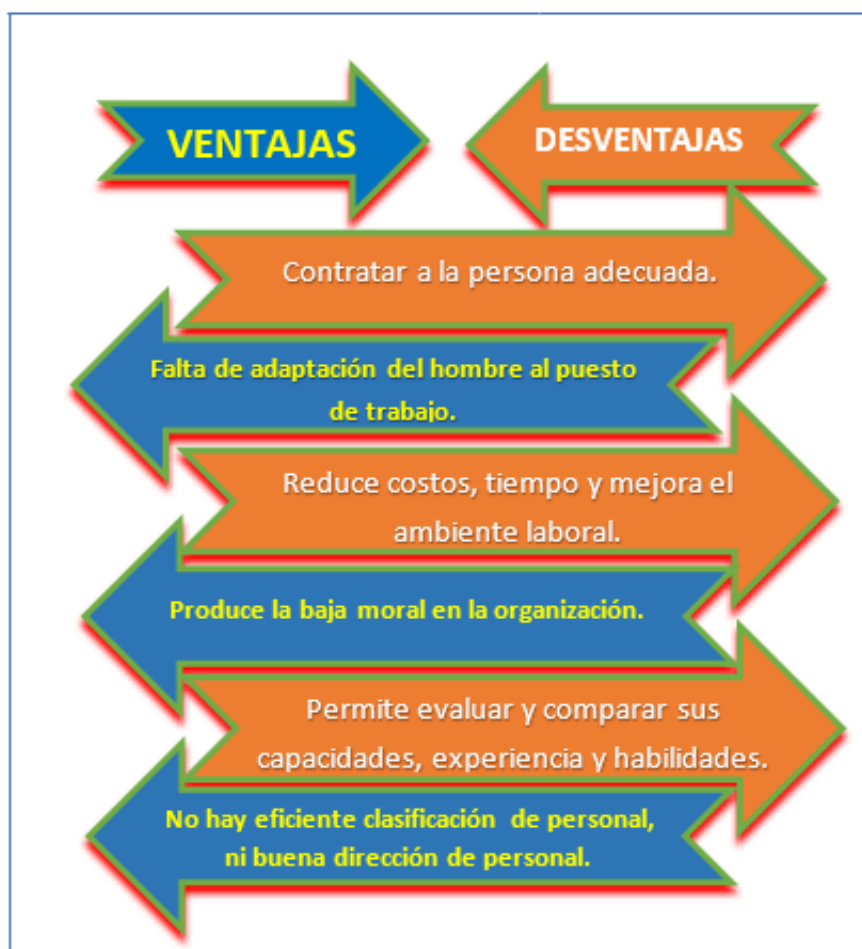 VENTAJAS
DESVENTAJAS
Contratar a la persona adecuada.
Falta de adaptación del hombre al puesto
de trabajo.
Reduce costos, tiempo y mejora el
ambiente laboral.
Produce la baja moral en la organización.
Permite evaluar y comparar sus
capacidades, experiencia y habilidades.
No hay eficiente clasificación de personal,
ni buena dirección de personal.